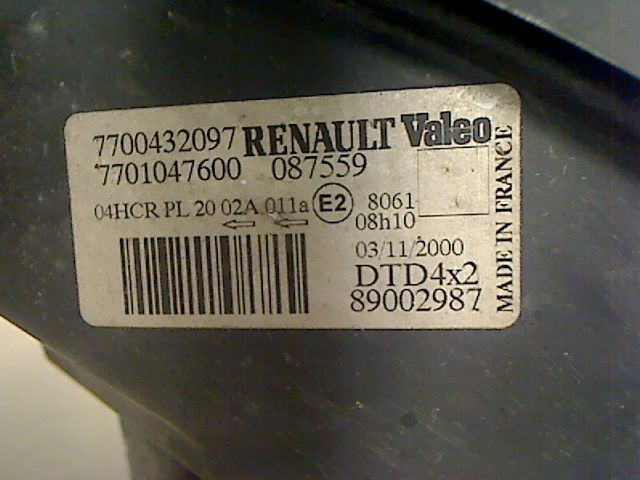 7700432097 RENAULT Valeo
7701047600 087559
04HCR PL 20 02A 011a E2 8061
08h10
03/11/2000
DTD4x2
89002987
MADE IN FRANCE